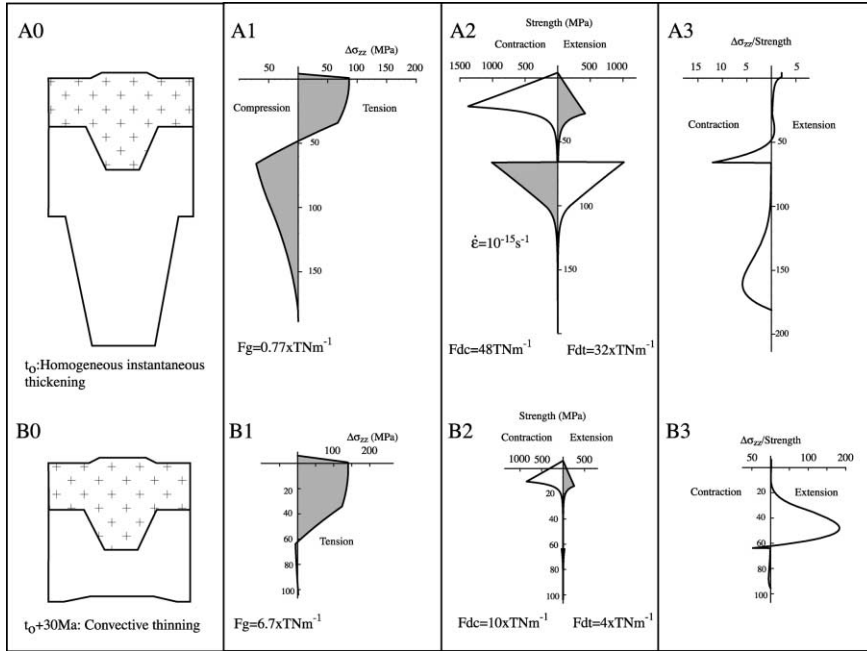 A0
t₀:Homogeneous instantaneous
thickening
A1
Δσzz (MPa)
50
50
100
150
200
Compression
Tension
50
100
150
Fg=0.77xTNm⁻¹
A2
Strength (MPa)
Contraction
Extension
1500
1000
500
500
1000
50
100
ε̇=10⁻¹⁵s⁻¹
150
Fdc=48TNm⁻¹
Fdt=32xTNm⁻¹
A3
Δσzz/Strength
15
10
5
5
Contraction
50
Extension
100
150
200
B0
t₀+30Ma: Convective thinning
B1
Δσzz (MPa)
100
200
20
40
Tension
60
80
100
Fg=6.7xTNm⁻¹
B2
Strength (MPa)
Contraction
Extension
1000
500
500
20
40
60
80
100
Fdc=10xTNm⁻¹
Fdt=4xTNm⁻¹
B3
Δσzz/Strength
50
100
200
Contraction
20
Extension
40
60
80
100